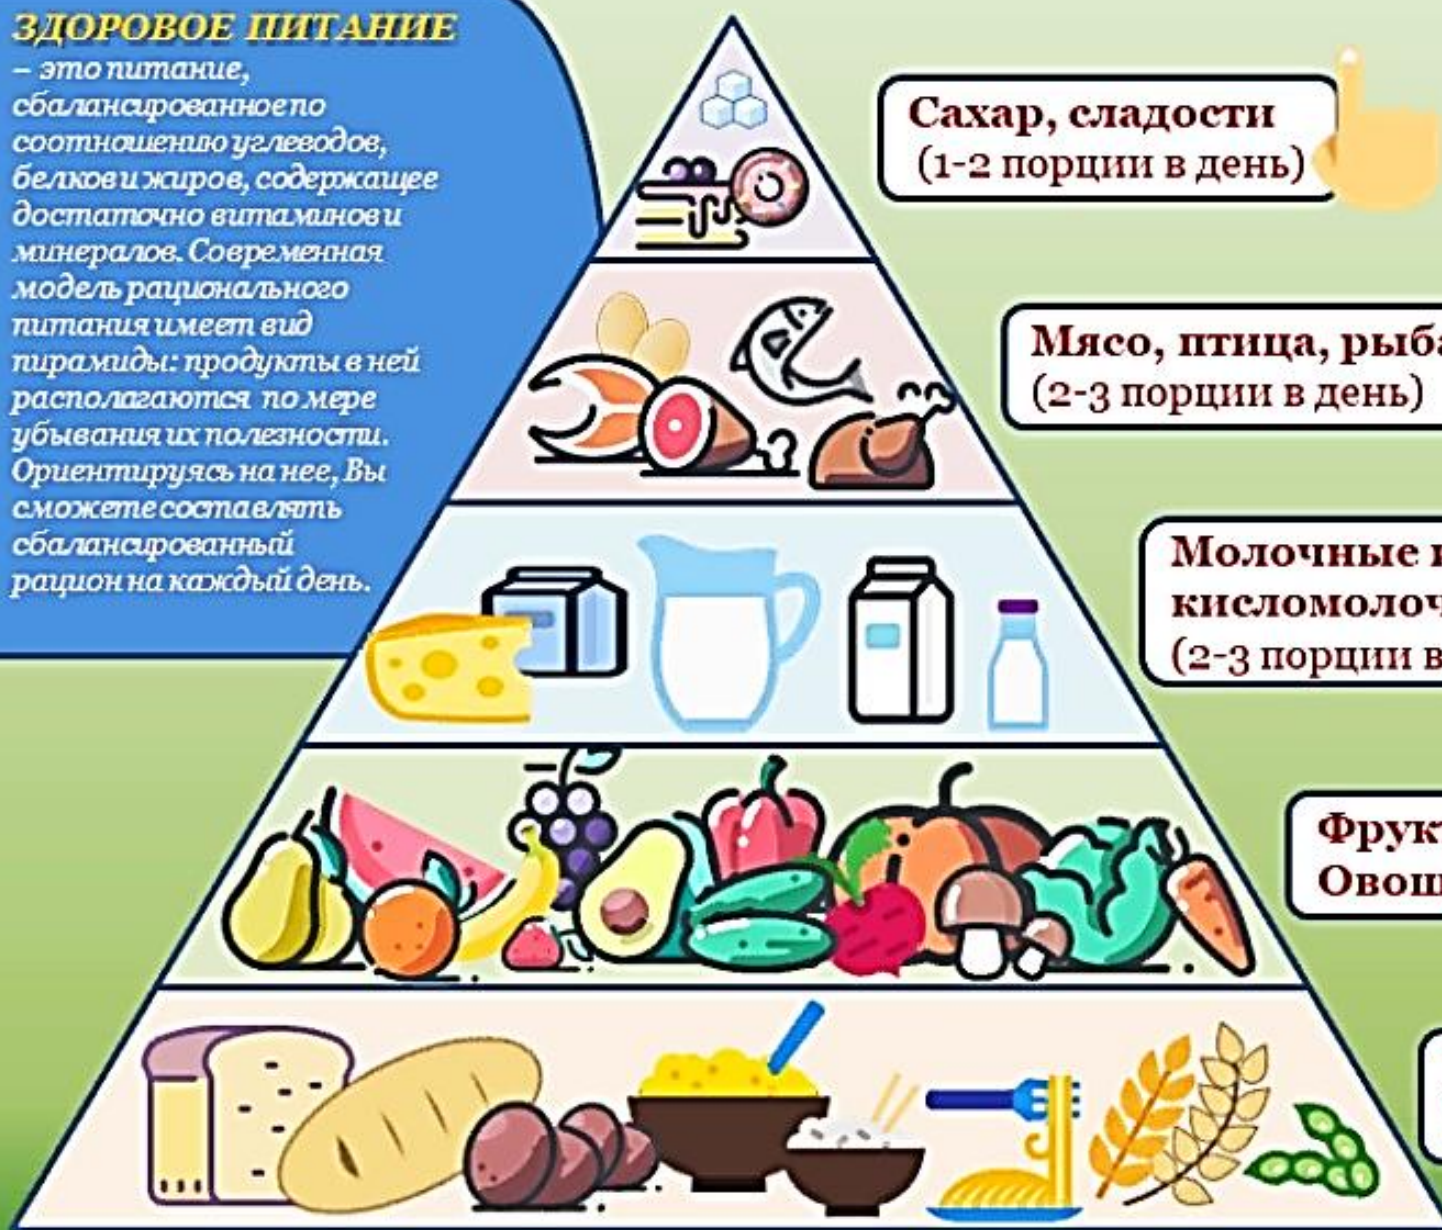 ЗДОРОВОЕ ПИТАНИЕ
– это питание,
сбалансированное по
соотношению углеводов,
белков и жиров, содержащее
достаточно витаминов и
минералов. Современная
модель рационального
питания имеет вид
пирамиды: продукты в ней
располагаются по мере
убывания их полезности.
Ориентируясь на нее, Вы
сможете составлять
сбалансированный
рацион на каждый день.
Сахар, сладости
(1-2 порции в день)
Мясо, птица, рыба
(2-3 порции в день)
Молочные и
кисломолоч
(2-3 порции в
Фрук
Овощ